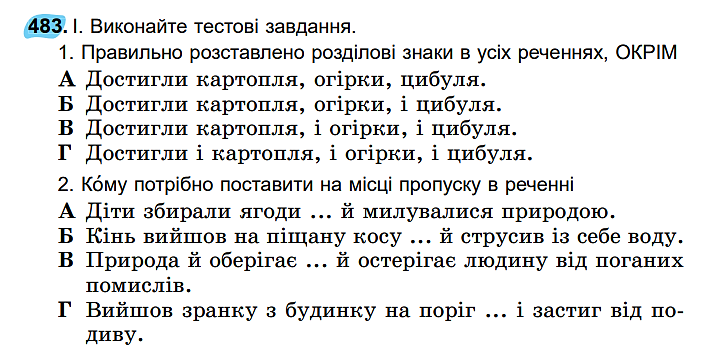 483. І. Виконайте тестові завдання.
1. Правильно розставлено розділові знаки в усіх реченнях, ОКРІМ
А Достигли картопля, огірки, цибуля.
Б Достигли картопля, огірки, і цибуля.
В Достигли картопля, і огірки, і цибуля.
Г Достигли і картопля, і огірки, і цибуля.
2. Ко́му потрібно поставити на місці пропуску в реченні
А Діти збирали ягоди ... й милувалися природою.
Б Кінь вийшов на піщану косу ... й струсив із себе воду.
В Природа й оберігає ... й остерігає людину від поганих
помислів.
Г Вийшов зранку з будинку на поріг ... і застиг від по-
диву.